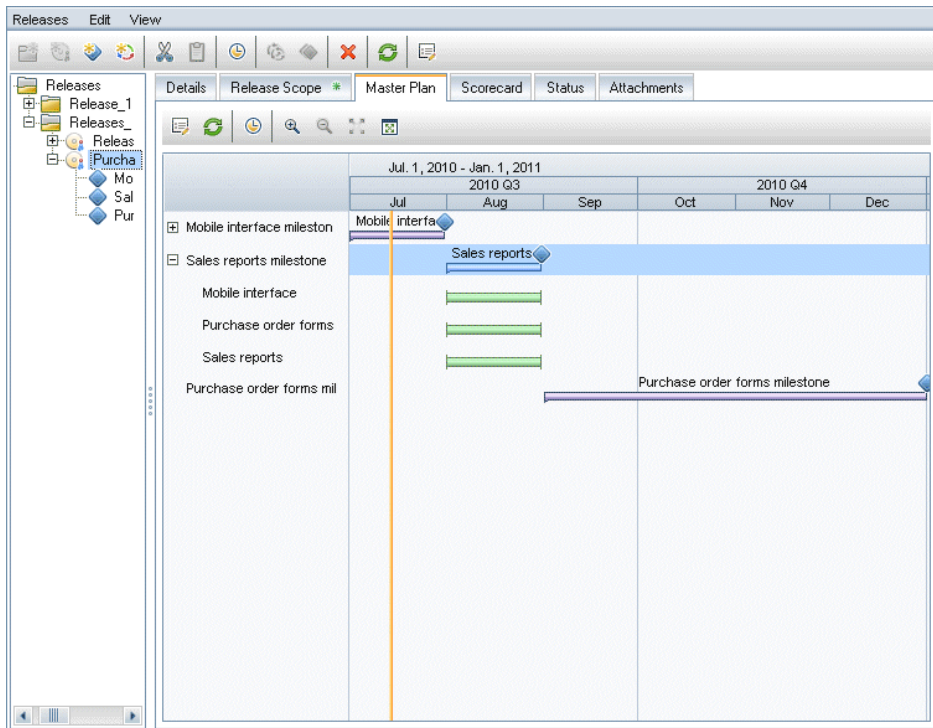 Releases Edit View
Releases
Release_1
Releases_
Releas
Purcha
Mo
Sal
Pur
Details Release Scope * Master Plan Scorecard Status Attachments
Jul. 1, 2010 - Jan. 1, 2011
2010 Q3 2010 Q4
Jul Aug Sep Oct Nov Dec
Mobile interface mileston Mobile interfa
Sales reports milestone Sales reports
Mobile interface
Purchase order forms
Sales reports
Purchase order forms mil Purchase order forms milestone